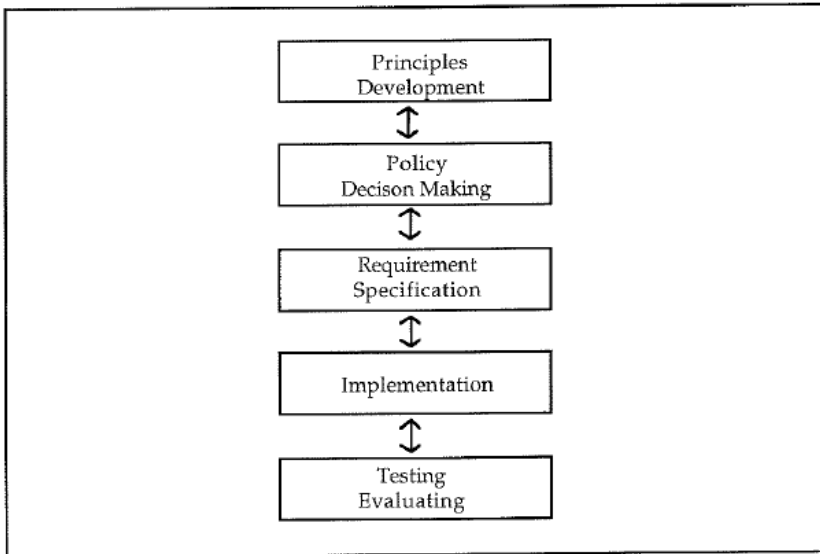 Principles
Development
Policy
Decison Making
Requirement
Specification
Implementation
Testing
Evaluating